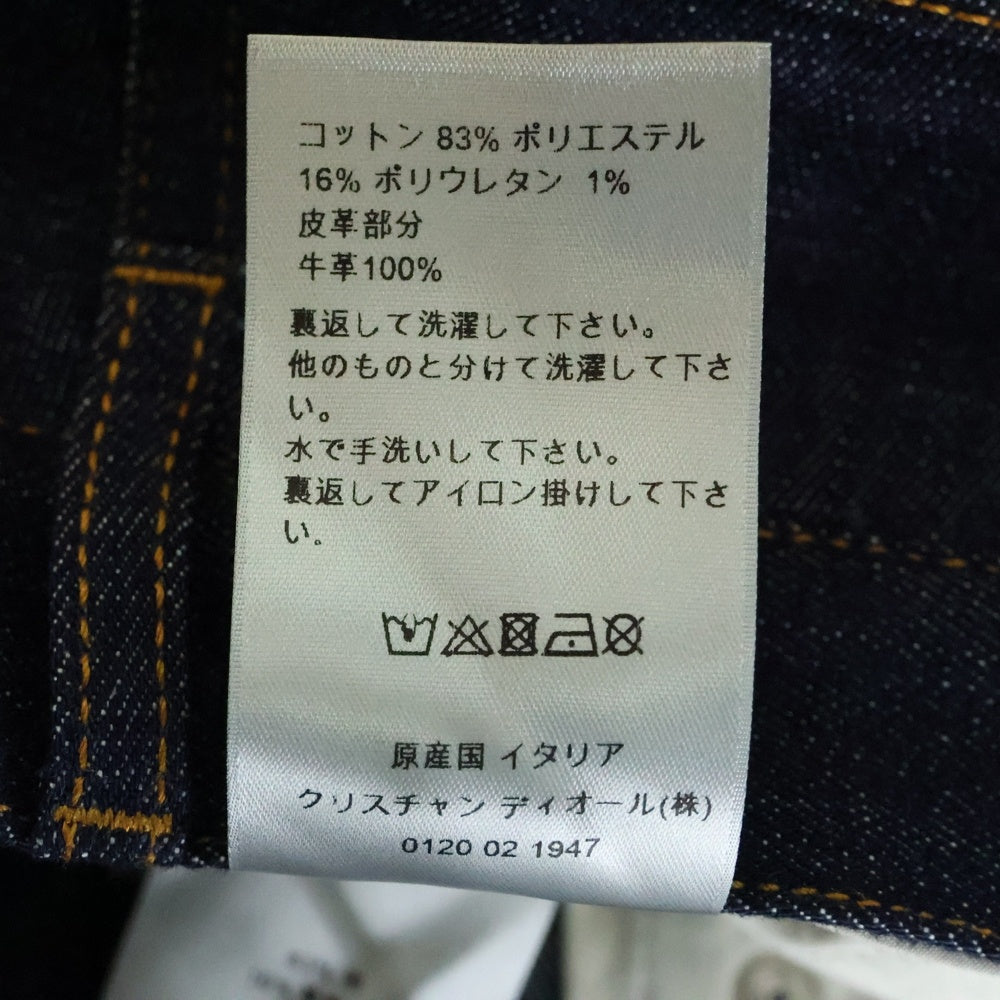 コットン 83% ポリエステル
16% ポリウレタン 1%
皮革部分
牛革100%
裏返して洗濯して下さい。
他のものと分けて洗濯して下さ
い。
水で手洗いして下さい。
裏返してアイロン掛けして下さ
い。
原産国 イタリア
クリスチャン ディオール(株)
0120 02 1947